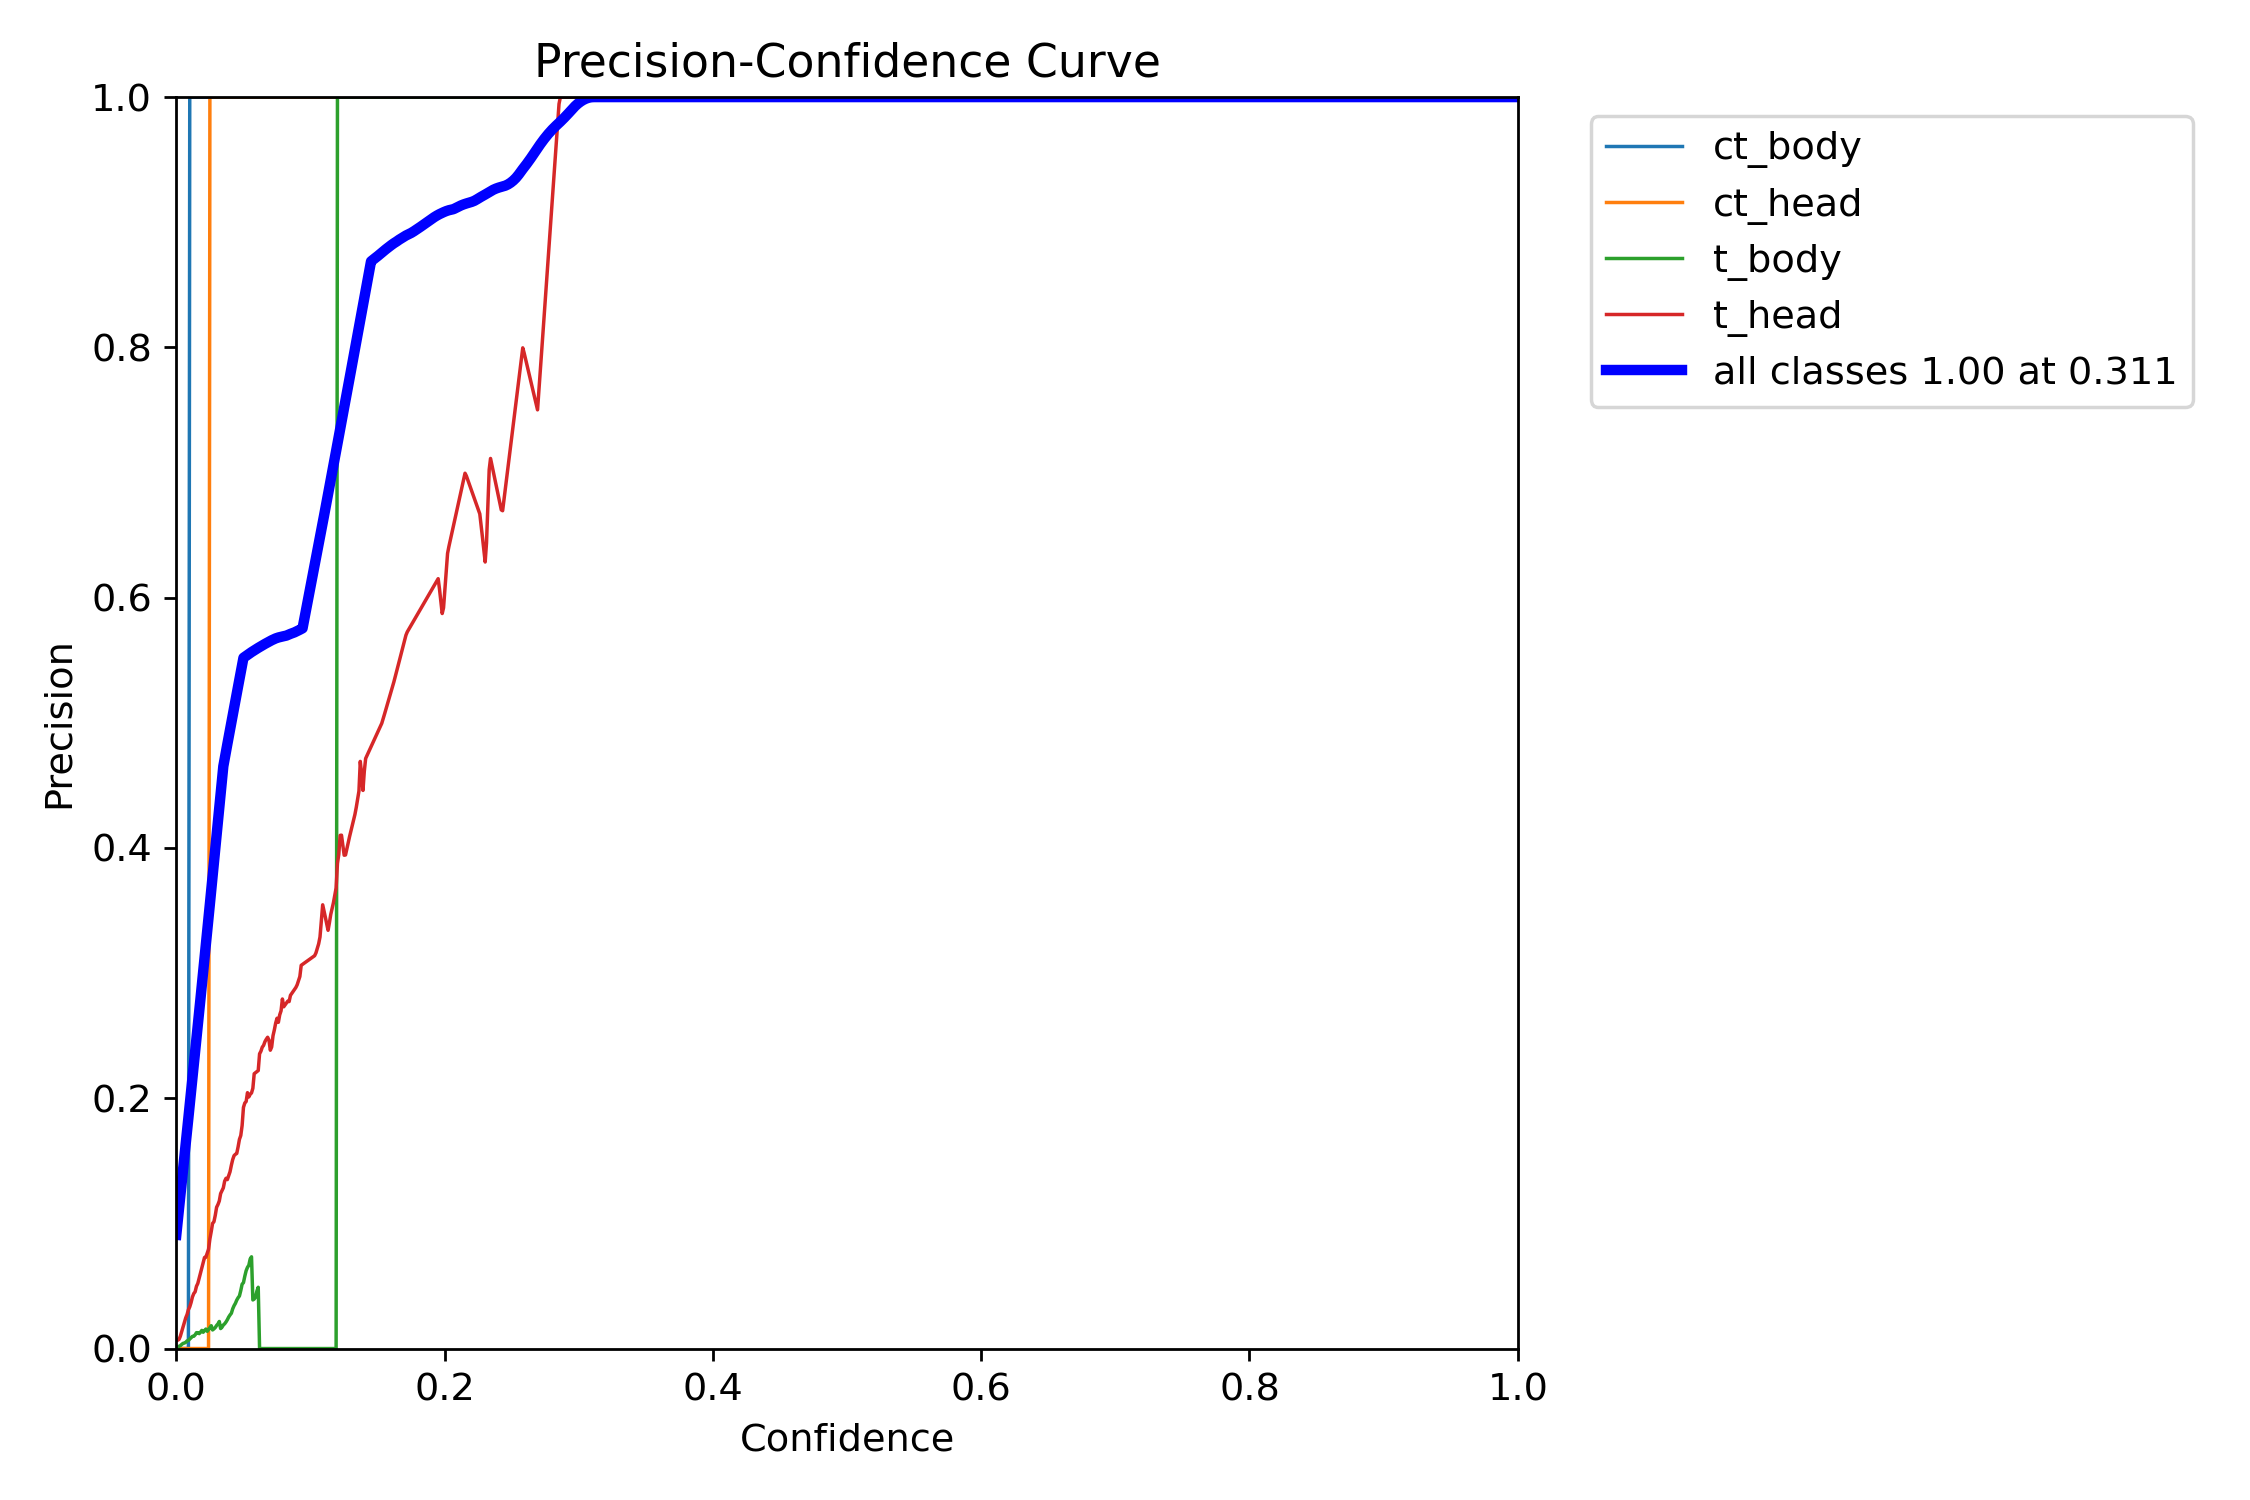 Precision-Confidence Curve
1.0
0.8
0.6
0.4
0.2
0.0
Precision
0.0 0.2 0.4 0.6 0.8 1.0
Confidence
ct_body
ct_head
t_body
t_head
all classes 1.00 at 0.311